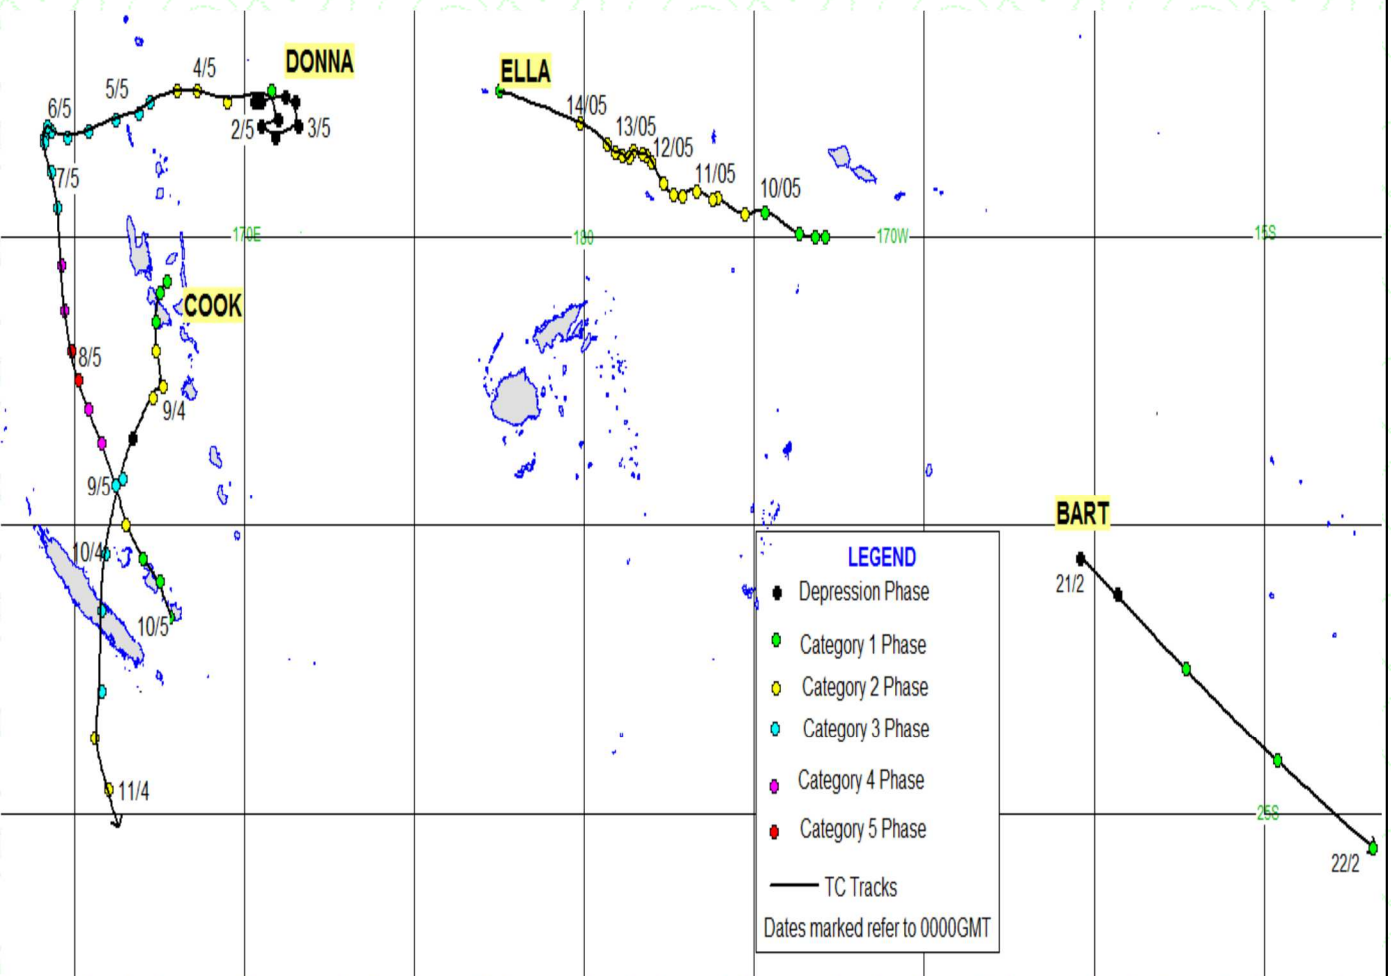 DONNA
4/5
ELLA
5/5
6/5
14/05
2/5
3/5
13/05
12/05
7/5
11/05
10/05
170E
180
170W
15S
COOK
8/5
9/4
9/5
BART
10/4
LEGEND
21/2
Depression Phase
10/5
Category 1 Phase
Category 2 Phase
Category 3 Phase
Category 4 Phase
11/4
25S
Category 5 Phase
22/2
TC Tracks
Dates marked refer to 0000GMT